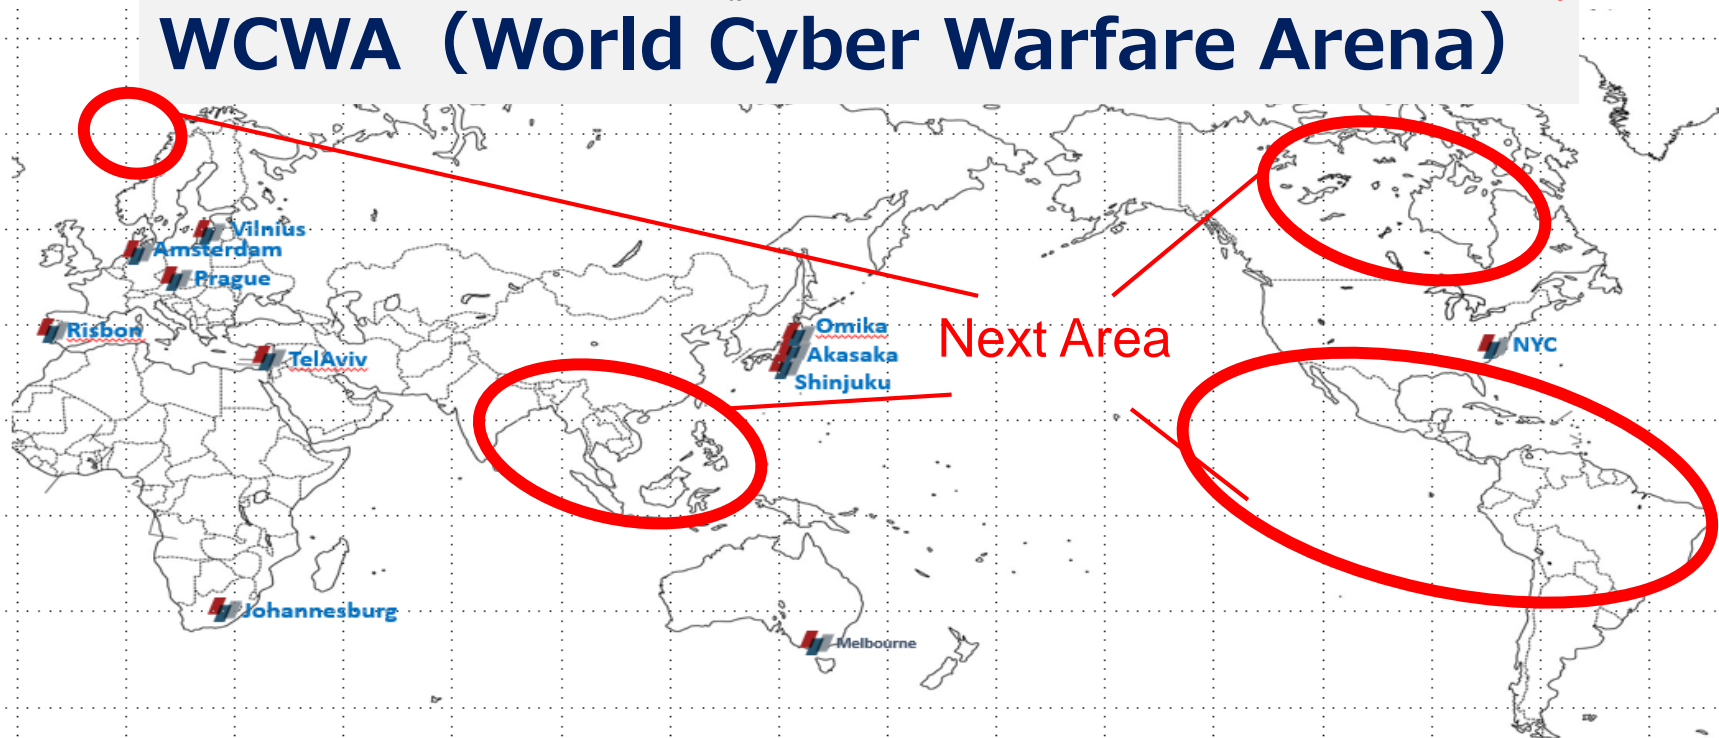 WCWA（World Cyber Warfare Arena）
Vilnius
Amsterdam
Prague
Risbon
TelAviv
Omika
Akasaka
Shinjuku
Next Area
NYC
Johannesburg
Melbourne